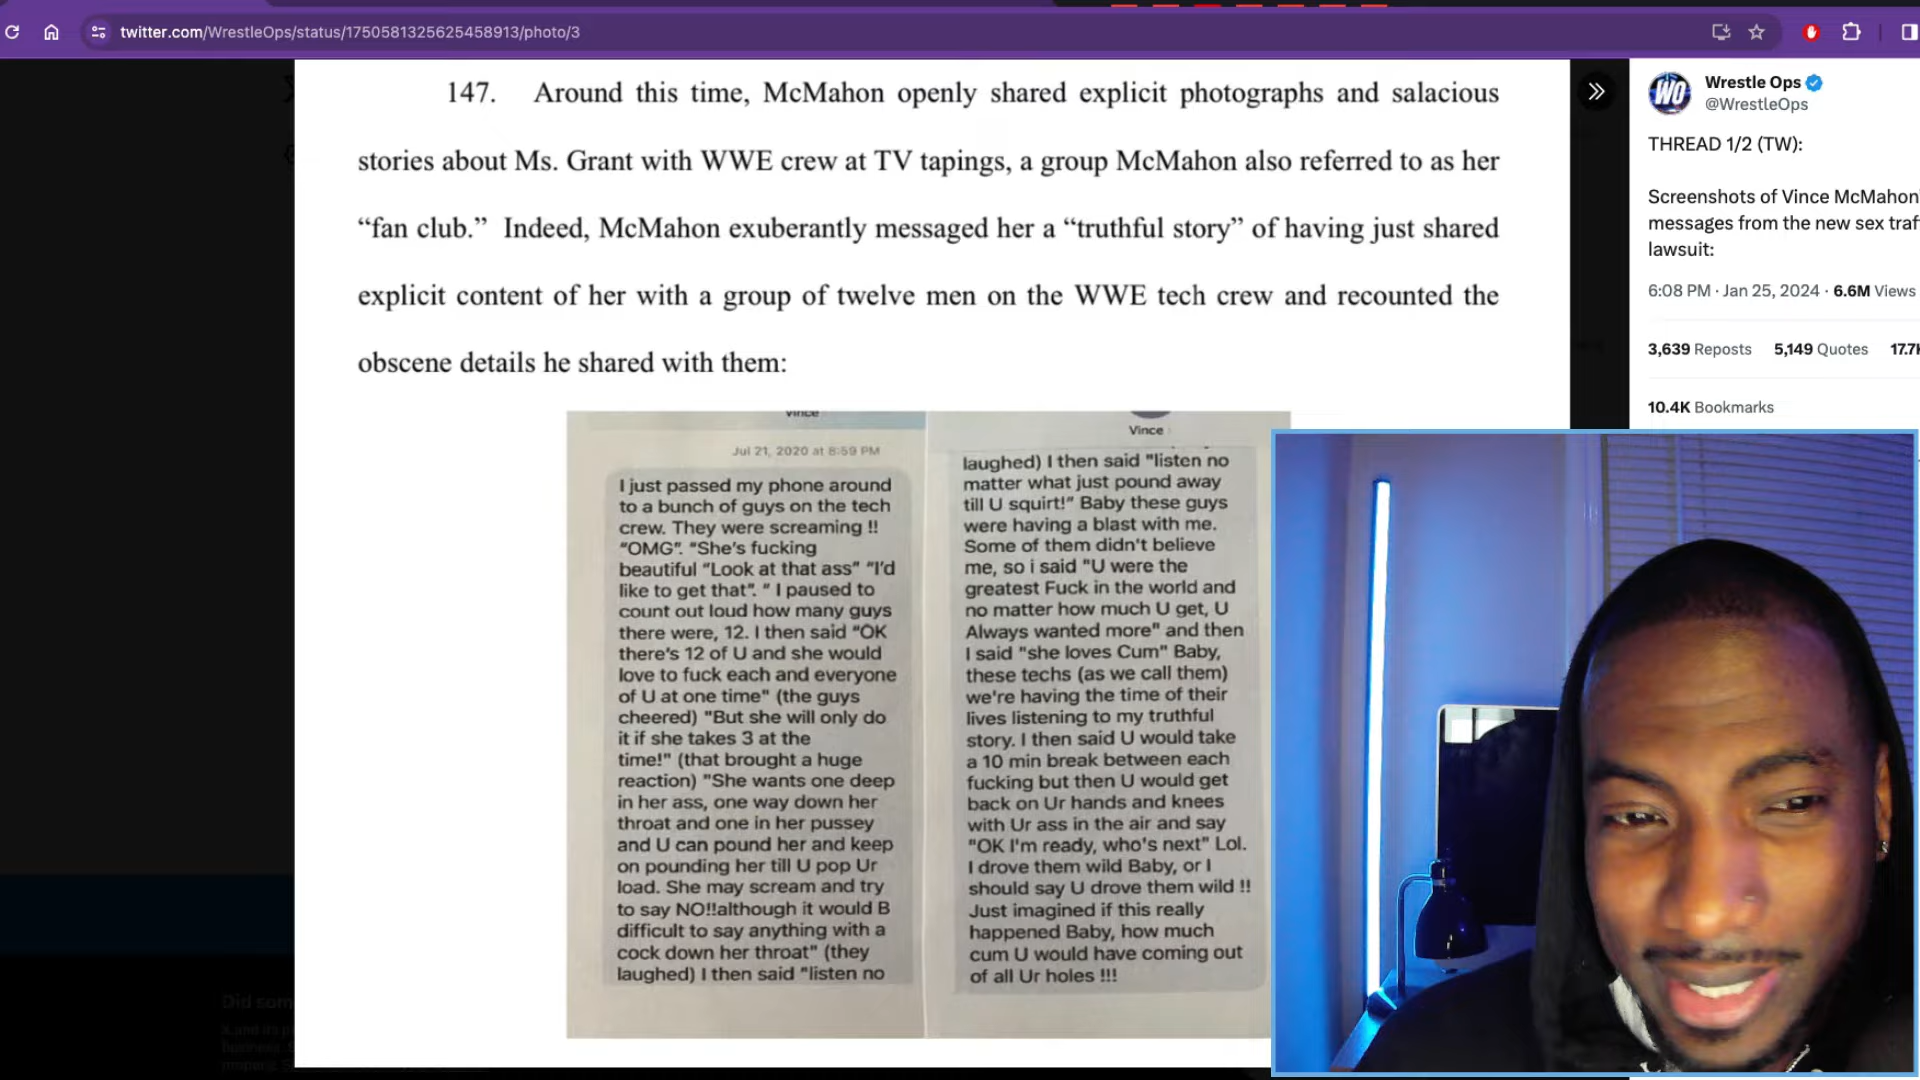 twitter.com/WrestleOps/status/1750581325625458913/photo/3
147. Around this time, McMahon openly shared explicit photographs and salacious
stories about Ms. Grant with WWE crew at TV tapings, a group McMahon also referred to as her
“fan club.” Indeed, McMahon exuberantly messaged her a “truthful story” of having just shared
explicit content of her with a group of twelve men on the WWE tech crew and recounted the
obscene details he shared with them:
Vince
Jul 21, 2020 at 8:59 PM
I just passed my phone around
to a bunch of guys on the tech
crew. They were screaming !!
"OMG". "She's fucking
beautiful "Look at that ass" "I'd
like to get that". " I paused to
count out loud how many guys
there were, 12. I then said "OK
there's 12 of U and she would
love to fuck each and everyone
of U at one time" (the guys
cheered) "But she will only do
it if she takes 3 at the
time!" (that brought a huge
reaction) "She wants one deep
in her ass, one way down her
throat and one in her pussey
and U can pound her and keep
on pounding her till U pop Ur
load. She may scream and try
to say NO!!although it would B
difficult to say anything with a
cock down her throat" (they
laughed) I then said "listen no
Vince
laughed) I then said "listen no
matter what just pound away
till U squirt!" Baby these guys
were having a blast with me.
Some of them didn't believe
me, so i said "U were the
greatest Fuck in the world and
no matter how much U get, U
Always wanted more" and then
I said "she loves Cum" Baby,
these techs (as we call them)
we're having the time of their
lives listening to my truthful
story. I then said U would take
a 10 min break between each
fucking but then U would get
back on Ur hands and knees
with Ur ass in the air and say
"OK I'm ready, who's next" Lol.
I drove them wild Baby, or I
should say U drove them wild !!
Just imagined if this really
happened Baby, how much
cum U would have coming out
of all Ur holes !!!
WO
Wrestle Ops
@WrestleOps
THREAD 1/2 (TW):
Screenshots of Vince McMahon'
messages from the new sex traf
lawsuit:
6:08 PM · Jan 25, 2024 · 6.6M Views
3,639 Reposts 5,149 Quotes 17.7K
10.4K Bookmarks
Did som